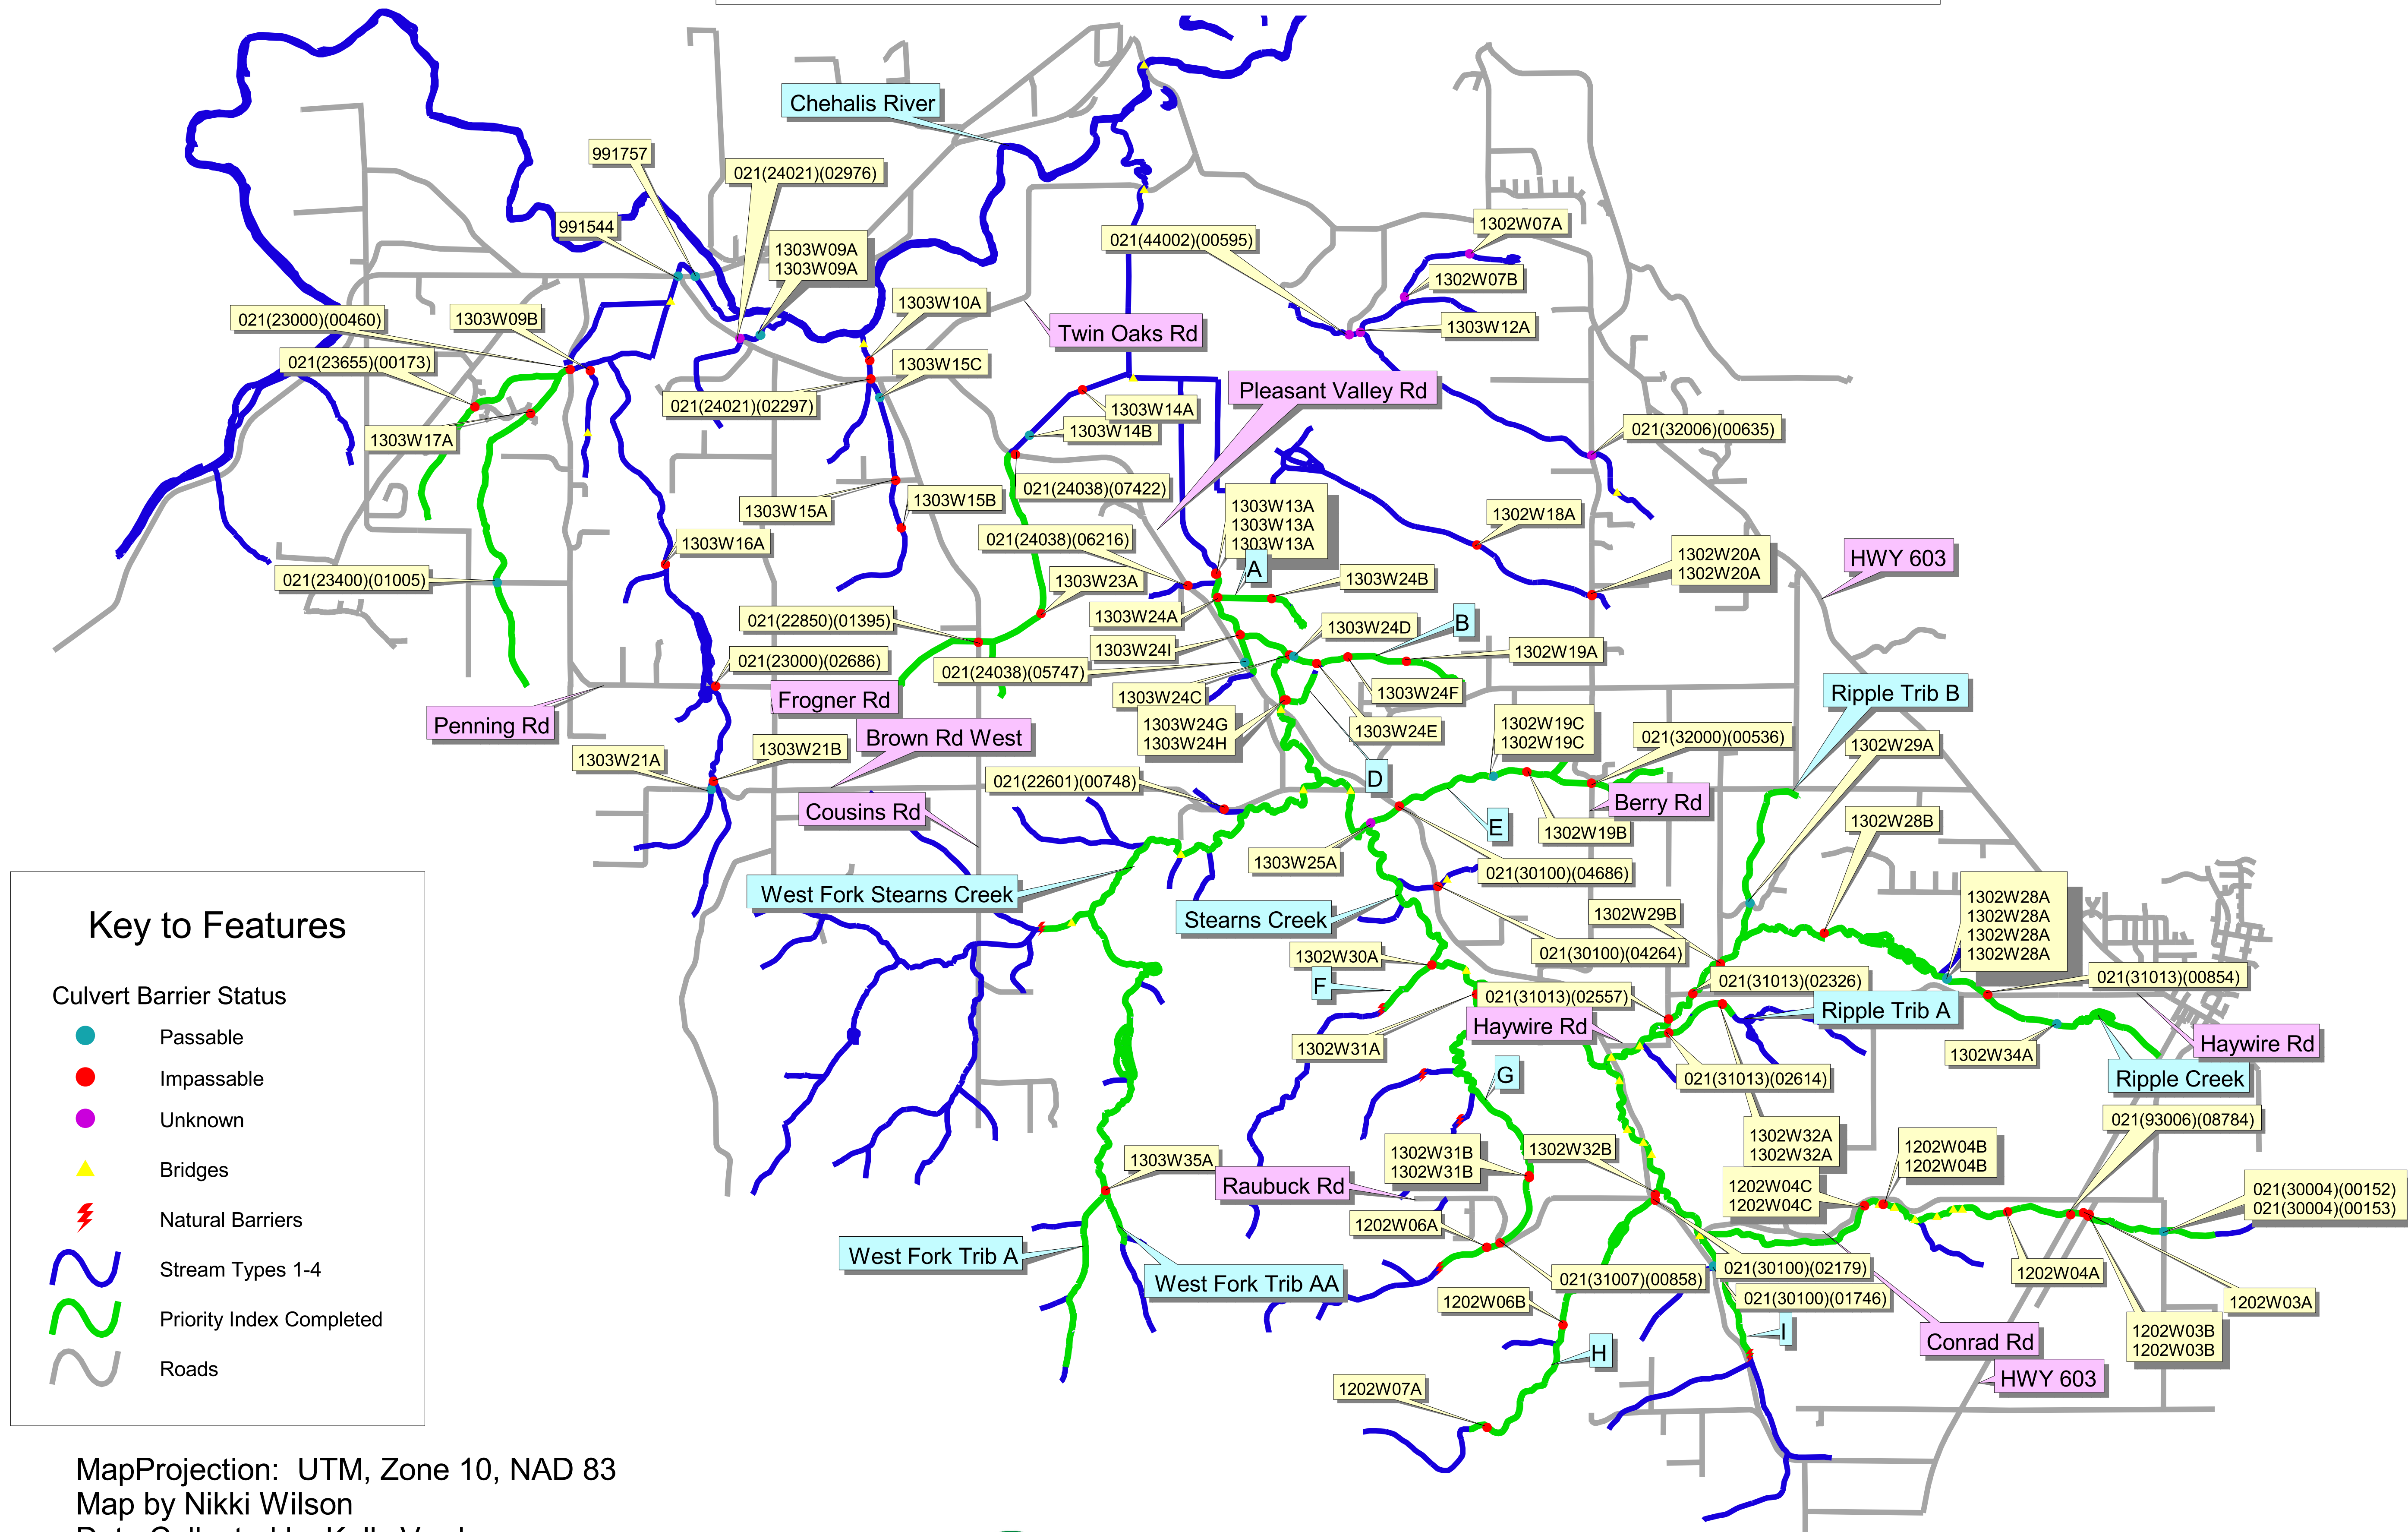 Chehalis River
991757
021(24021)(02976)
991544
1303W09A
1303W09A
021(44002)(00595)
1302W07A
1302W07B
1303W12A
021(23000)(00460)
1303W09B
1303W10A
Twin Oaks Rd
021(23655)(00173)
1303W15C
Pleasant Valley Rd
021(24021)(02297)
1303W14A
1303W14B
1303W17A
021(32006)(00635)
021(24038)(07422)
1303W15A
1303W15B
1303W13A
1303W13A
1303W13A
1302W18A
021(24038)(06216)
1303W16A
1302W20A
1302W20A
HWY 603
A
021(23400)(01005)
1303W23A
1303W24B
021(22850)(01395)
1303W24A
1303W24D
B
1303W24I
1302W19A
021(23000)(02686)
021(24038)(05747)
Frogner Rd
1303W24C
1303W24F
Ripple Trib B
Penning Rd
1303W24G
1303W24H
1303W24E
1302W19C
1302W19C
021(32000)(00536)
Brown Rd West
1302W29A
1303W21A
1303W21B
021(22601)(00748)
D
Cousins Rd
Berry Rd
E
1302W19B
1302W28B
1303W25A
021(30100)(04686)
West Fork Stearns Creek
Stearns Creek
1302W29B
1302W28A
1302W28A
1302W28A
1302W28A
1302W30A
021(30100)(04264)
F
021(31013)(02326)
021(31013)(00854)
021(31013)(02557)
Ripple Trib A
Haywire Rd
1302W31A
Haywire Rd
1302W34A
G
021(31013)(02614)
Ripple Creek
021(93006)(08784)
1302W32A
1302W32A
1303W35A
1302W31B
1302W31B
1302W32B
1202W04B
1202W04B
Raubuck Rd
1202W04C
1202W04C
021(30004)(00152)
021(30004)(00153)
1202W06A
West Fork Trib A
West Fork Trib AA
021(31007)(00858)
021(30100)(02179)
1202W04A
1202W06B
021(30100)(01746)
1202W03A
I
Conrad Rd
1202W03B
1202W03B
H
1202W07A
HWY 603
Key to Features
Culvert Barrier Status
Passable
Impassable
Unknown
Bridges
Natural Barriers
Stream Types 1-4
Priority Index Completed
Roads
MapProjection: UTM, Zone 10, NAD 83
Map by Nikki Wilson